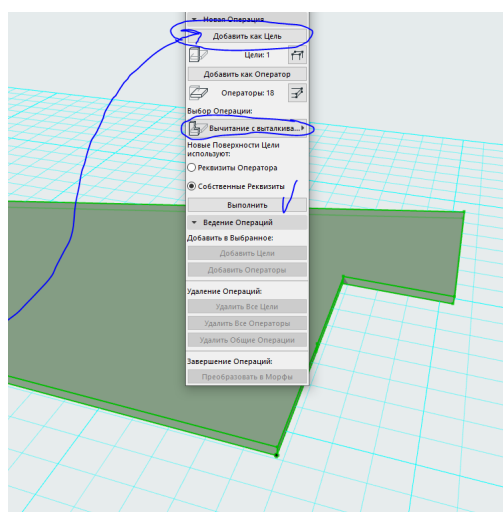 Новая Операция
Добавить как Цель
Цели: 1
Добавить как Оператор
Операторы: 18
Выбор Операции:
Вычитание с выталкива...
Новые Поверхности Цели
используют:
Реквизиты Оператора
Собственные Реквизиты
Выполнить
Ведение Операций
Добавить в Выбранное:
Добавить Цели
Добавить Операторы
Удаление Операций:
Удалить Все Цели
Удалить Все Операторы
Удалить Общие Операции
Завершение Операций:
Преобразовать в Морфы